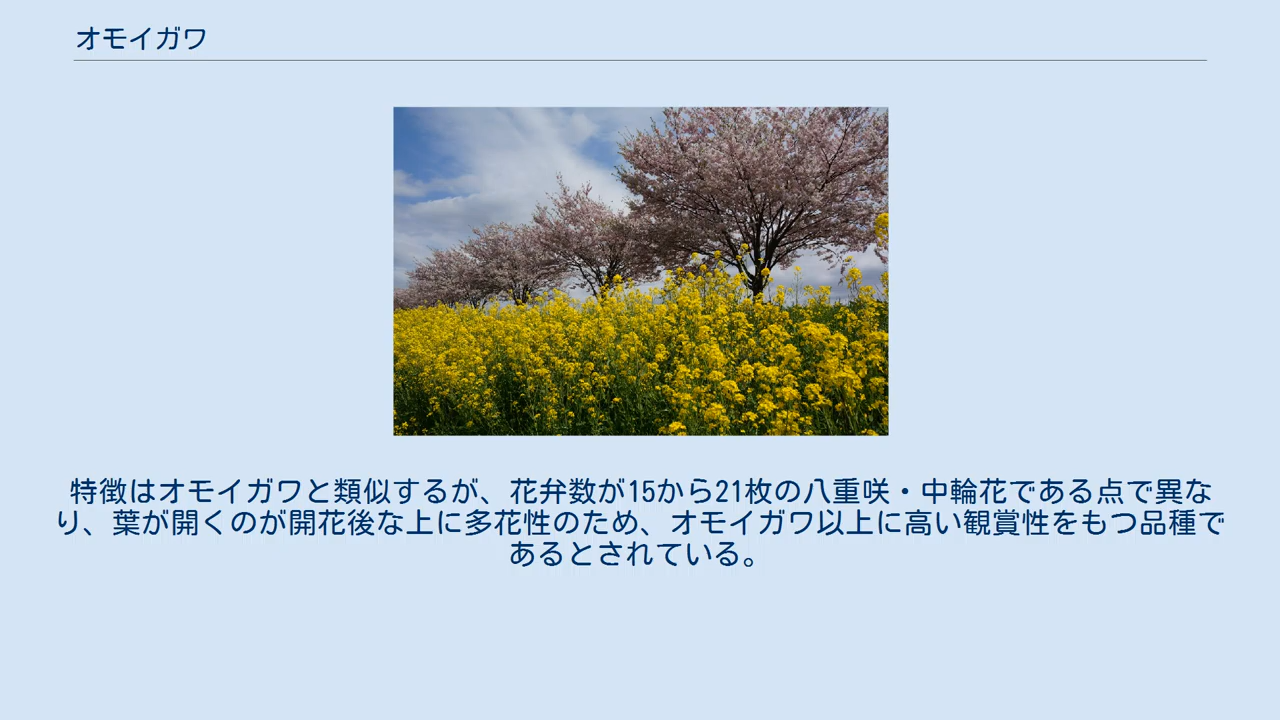 オモイガワ
特徴はオモイガワと類似するが、花弁数が15から21枚の八重咲・中輪花である点で異な
り、葉が開くのが開花後な上に多花性のため、オモイガワ以上に高い観賞性をもつ品種で
あるとされている。